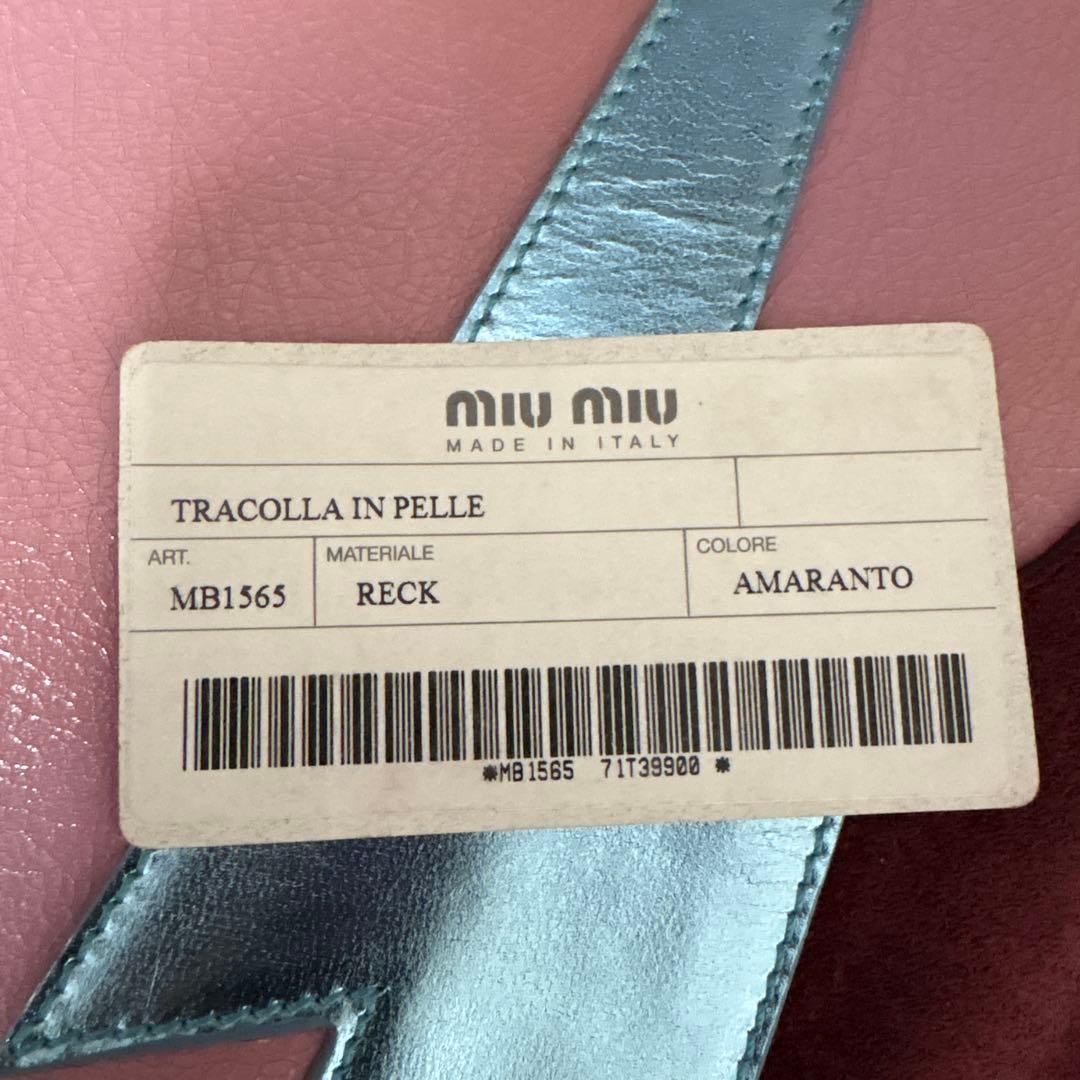 miu miu
MADE IN ITALY
TRACOLLA IN PELLE
ART. MATERIALE COLORE
MB1565 RECK AMARANTO
*MB1565 71T39900 *